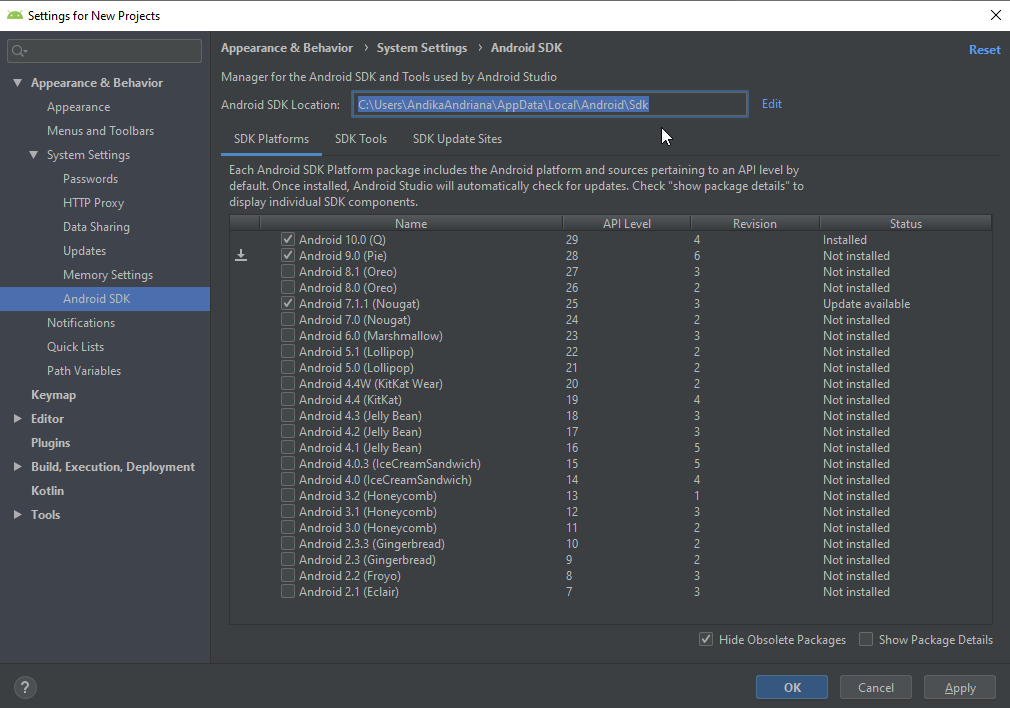 Settings for New Projects
Appearance & Behavior
Appearance
Menus and Toolbars
System Settings
Passwords
HTTP Proxy
Data Sharing
Updates
Memory Settings
Android SDK
Notifications
Quick Lists
Path Variables
Keymap
Editor
Plugins
Build, Execution, Deployment
Kotlin
Tools
Appearance & Behavior › System Settings › Android SDK
Reset
Manager for the Android SDK and Tools used by Android Studio
Android SDK Location: C:\Users\AndikaAndriana\AppData\Local\Android\Sdk Edit
SDK Platforms SDK Tools SDK Update Sites
Each Android SDK Platform package includes the Android platform and sources pertaining to an API level by
default. Once installed, Android Studio will automatically check for updates. Check "show package details" to
display individual SDK components.
Name API Level Revision Status
Android 10.0 (Q) 29 4 Installed
Android 9.0 (Pie) 28 6 Not installed
Android 8.1 (Oreo) 27 3 Not installed
Android 8.0 (Oreo) 26 2 Not installed
Android 7.1.1 (Nougat) 25 3 Update available
Android 7.0 (Nougat) 24 2 Not installed
Android 6.0 (Marshmallow) 23 3 Not installed
Android 5.1 (Lollipop) 22 2 Not installed
Android 5.0 (Lollipop) 21 2 Not installed
Android 4.4W (KitKat Wear) 20 2 Not installed
Android 4.4 (KitKat) 19 4 Not installed
Android 4.3 (Jelly Bean) 18 3 Not installed
Android 4.2 (Jelly Bean) 17 3 Not installed
Android 4.1 (Jelly Bean) 16 5 Not installed
Android 4.0.3 (IceCreamSandwich) 15 5 Not installed
Android 4.0 (IceCreamSandwich) 14 4 Not installed
Android 3.2 (Honeycomb) 13 1 Not installed
Android 3.1 (Honeycomb) 12 3 Not installed
Android 3.0 (Honeycomb) 11 2 Not installed
Android 2.3.3 (Gingerbread) 10 2 Not installed
Android 2.3 (Gingerbread) 9 2 Not installed
Android 2.2 (Froyo) 8 3 Not installed
Android 2.1 (Eclair) 7 3 Not installed
Hide Obsolete Packages Show Package Details
? OK Cancel Apply